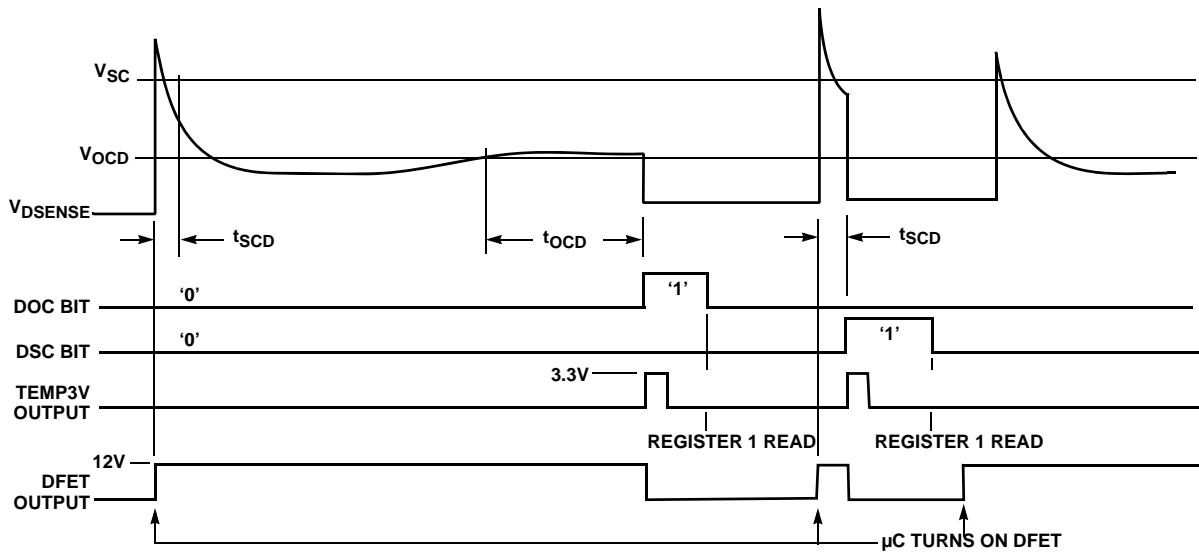 VSC
VOCD
VDSENSE
tSCD
tOCD
tSCD
DOC BIT
‘0’
‘1’
DSC BIT
‘0’
‘1’
3.3V
TEMP3V
OUTPUT
REGISTER 1 READ
REGISTER 1 READ
12V
DFET
OUTPUT
µC TURNS ON DFET